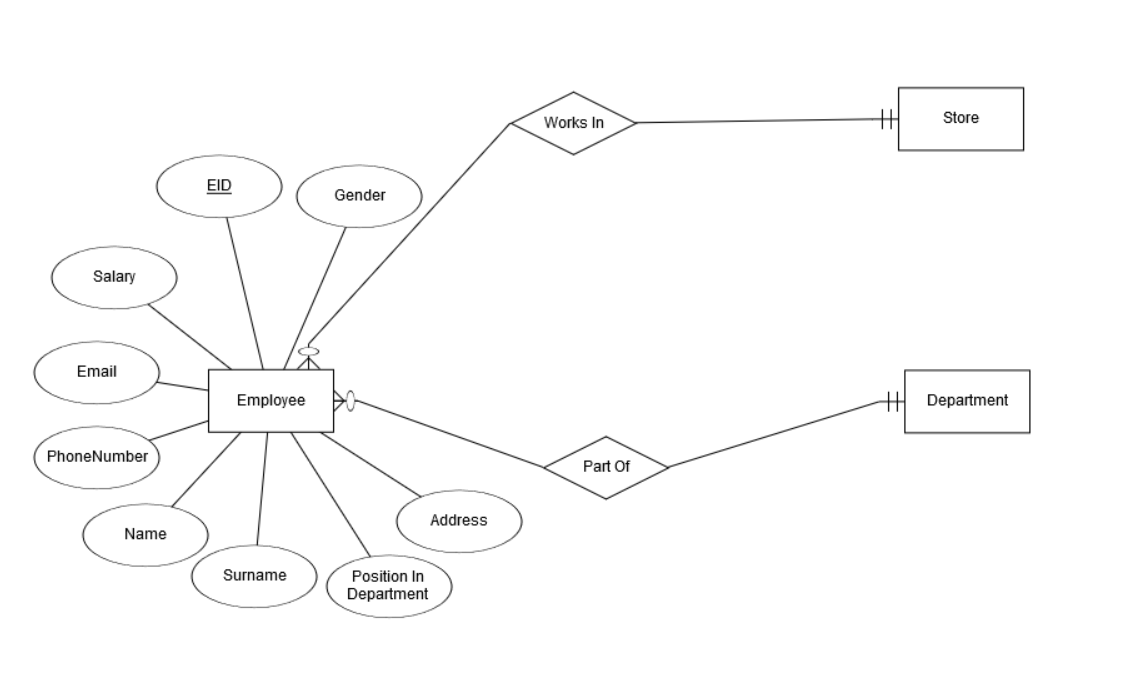 Works In
Store
EID
Gender
Salary
Email
Employee
Department
PhoneNumber
Part Of
Name
Address
Surname
Position In
Department